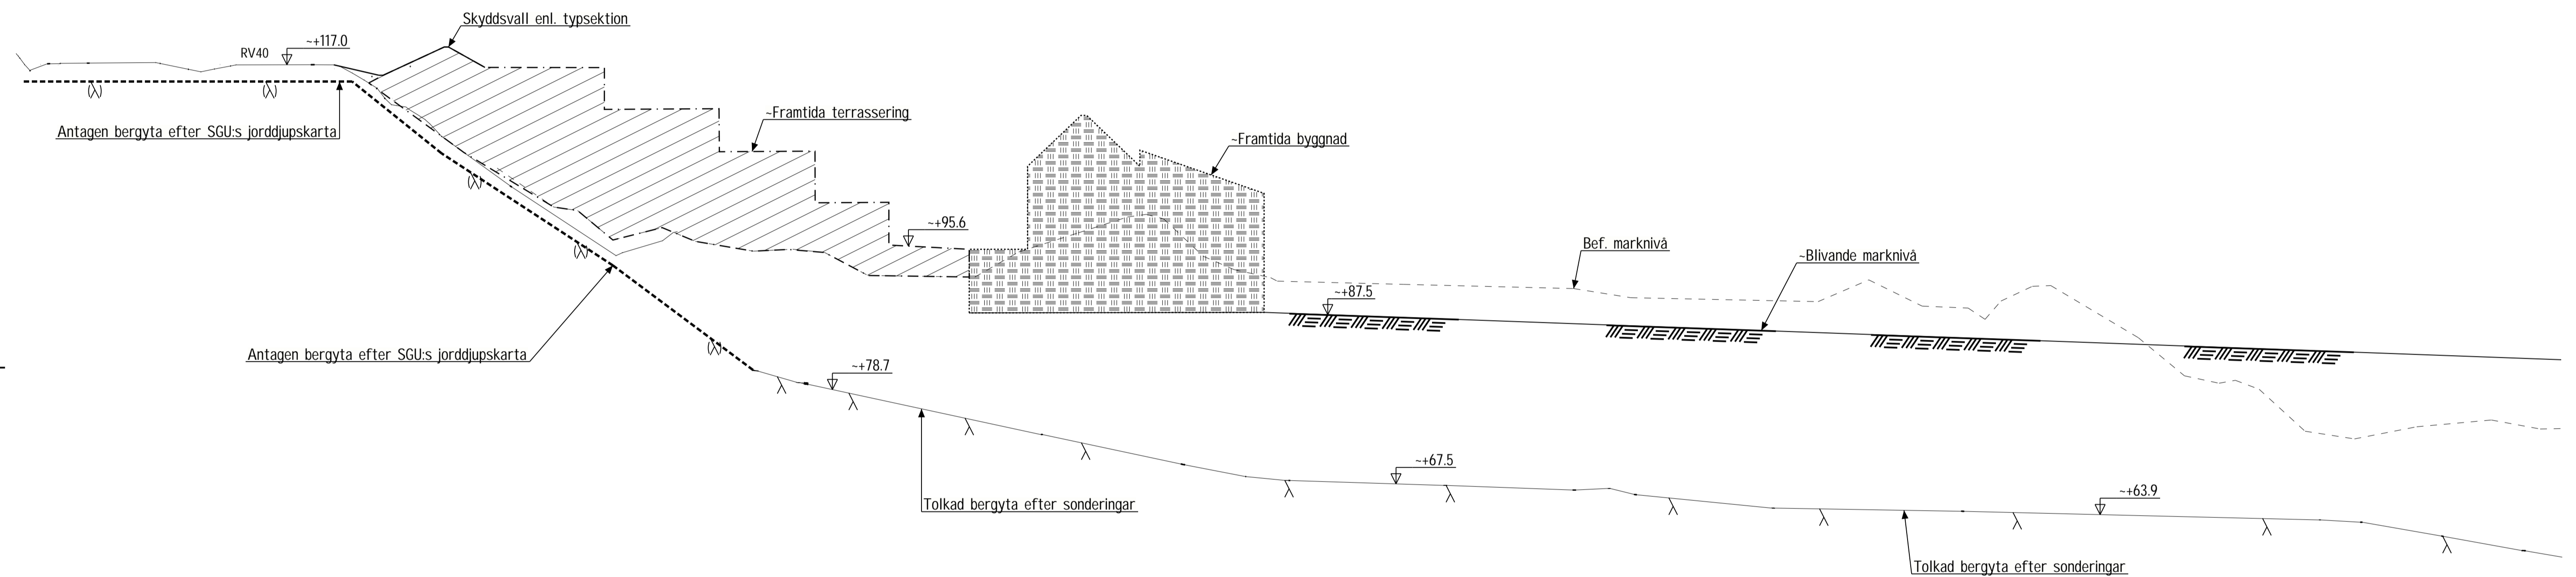 Skyddsvall enl. typsektion
RV40
~+117.0
~Framtida terrassering
Antagen bergyta efter SGU:s jorddjupskarta
~Framtida byggnad
~+95.6
Bef. marknivå
~Blivande marknivå
~+87.5
Antagen bergyta efter SGU:s jorddjupskarta
~+78.7
~+67.5
~+63.9
Tolkad bergyta efter sonderingar
Tolkad bergyta efter sonderingar